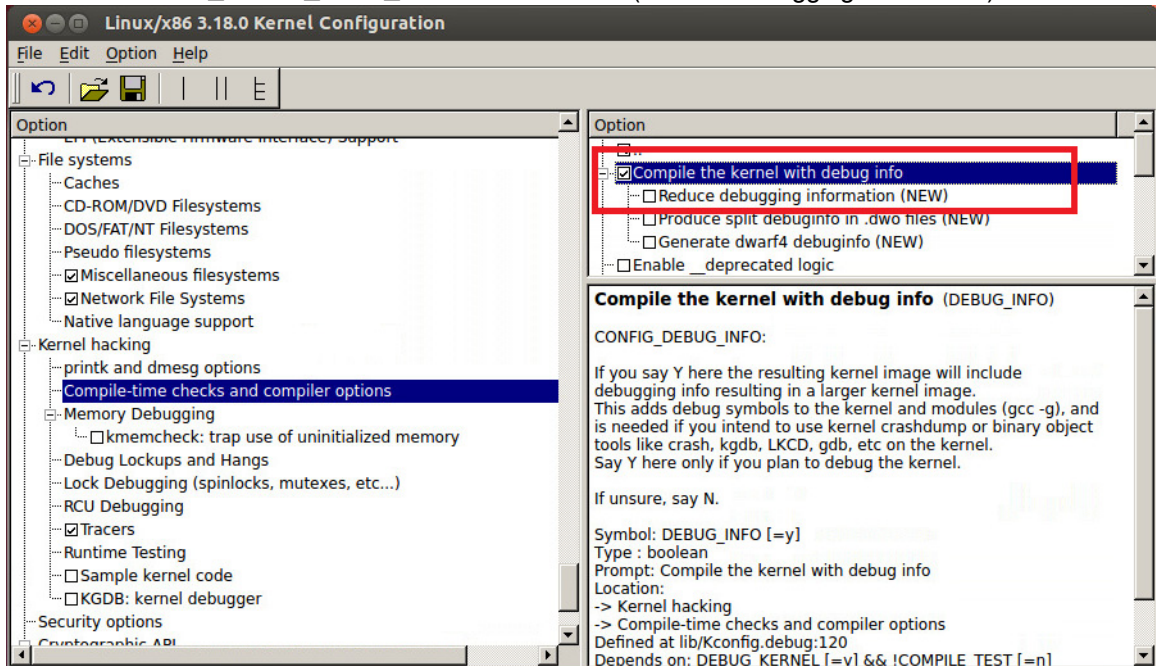 Linux/x86 3.18.0 Kernel Configuration
File Edit Option Help
Option
File systems
Caches
CD-ROM/DVD Filesystems
DOS/FAT/NT Filesystems
Pseudo filesystems
Miscellaneous filesystems
Network File Systems
Native language support
Kernel hacking
printk and dmesg options
Compile-time checks and compiler options
Memory Debugging
kmemcheck: trap use of uninitialized memory
Debug Lockups and Hangs
Lock Debugging (spinlocks, mutexes, etc...)
RCU Debugging
Tracers
Runtime Testing
Sample kernel code
KGDB: kernel debugger
Security options
Cryptographic API
Option
..
Compile the kernel with debug info
Reduce debugging information (NEW)
Produce split debuginfo in .dwo files (NEW)
Generate dwarf4 debuginfo (NEW)
Enable __deprecated logic
Compile the kernel with debug info (DEBUG_INFO)
CONFIG_DEBUG_INFO:
If you say Y here the resulting kernel image will include
debugging info resulting in a larger kernel image.
This adds debug symbols to the kernel and modules (gcc -g), and
is needed if you intend to use kernel crashdump or binary object
tools like crash, kgdb, LKCD, gdb, etc on the kernel.
Say Y here only if you plan to debug the kernel.
If unsure, say N.
Symbol: DEBUG_INFO [=y]
Type : boolean
Prompt: Compile the kernel with debug info
Location:
-> Kernel hacking
-> Compile-time checks and compiler options
Defined at lib/Kconfig.debug:120
Depends on: DEBUG_KERNEL [=y] && !COMPILE_TEST [=n]